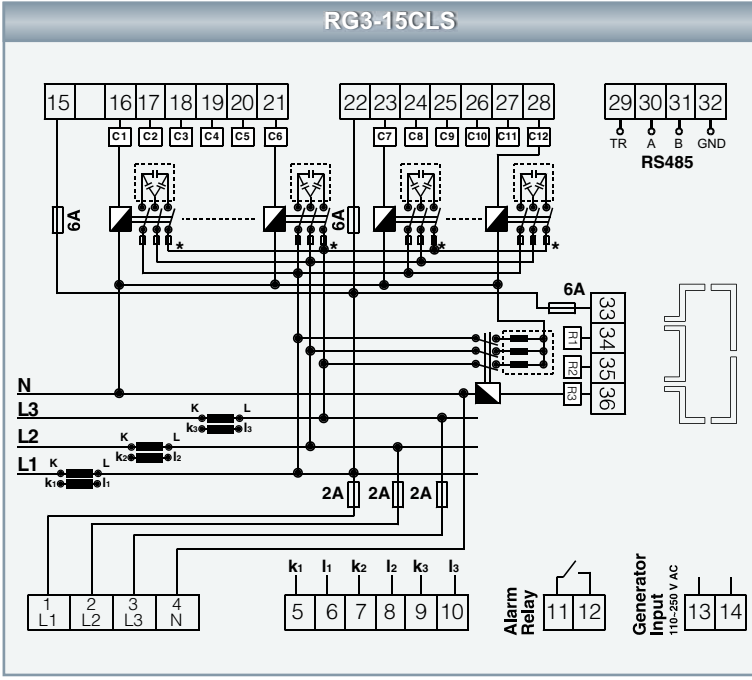 RG3-15CLS
15 16 17 18 19 20 21
22 23 24 25 26 27 28
29 30 31 32
C1 C2 C3 C4 C5 C6
C7 C8 C9 C10 C11 C12
TR A B GND
RS485
6A
6A
*
*
*
*
6A
33
34
35
36
R1
R2
R3
N
L3
K L
k3 l3
L2
K L
k2 l2
L1
K L
k1 l1
2A 2A 2A
1 2 3 4
L1 L2 L3 N
k1 l1 k2 l2 k3 l3
5 6 7 8 9 10
Alarm
Relay
11 12
Generator
Input
110-250 V AC
13 14